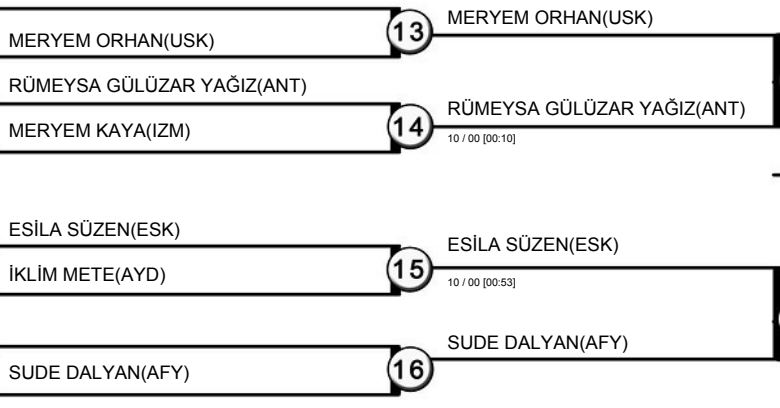 MERYEM ORHAN(USK)
13
MERYEM ORHAN(USK)
RÜMEYSA GÜLÜZAR YAĞIZ(ANT)
MERYEM KAYA(IZM)
14
RÜMEYSA GÜLÜZAR YAĞIZ(ANT)
10 / 00 [00:10]
ESİLA SÜZEN(ESK)
İKLİM METE(AYD)
15
ESİLA SÜZEN(ESK)
10 / 00 [00:53]
SUDE DALYAN(AFY)
16
SUDE DALYAN(AFY)